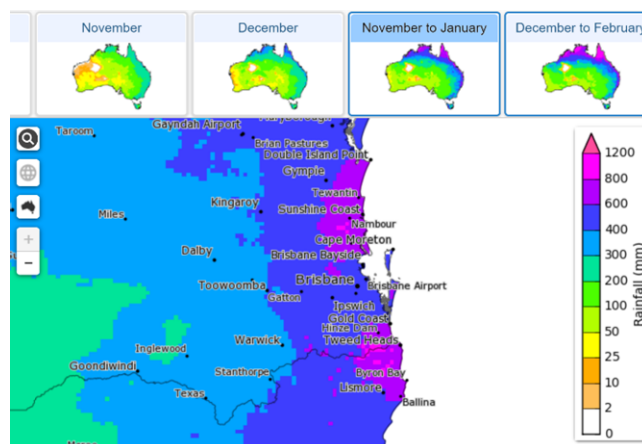 November
December
November to January
December to February
Taroom
Gayndah Airport
Maryborough
Brian Pastures
Double Island Point
Gympie
Tewantin
Kingaroy
Sunshine Coast
Miles
Nambour
Cape Moreton
Dalby
Brisbane Bayside
Toowoomba
Brisbane
Brisbane Airport
Gatton
Ipswich
Gold Coast
Hinze Dam
Warwick
Tweed Heads
Inglewood
Goondiwindi
Stanthorpe
Byron Bay
Texas
Lismore
Ballina
1200
800
600
400
300
200
100
50
25
10
2
0
Rainfall (mm)